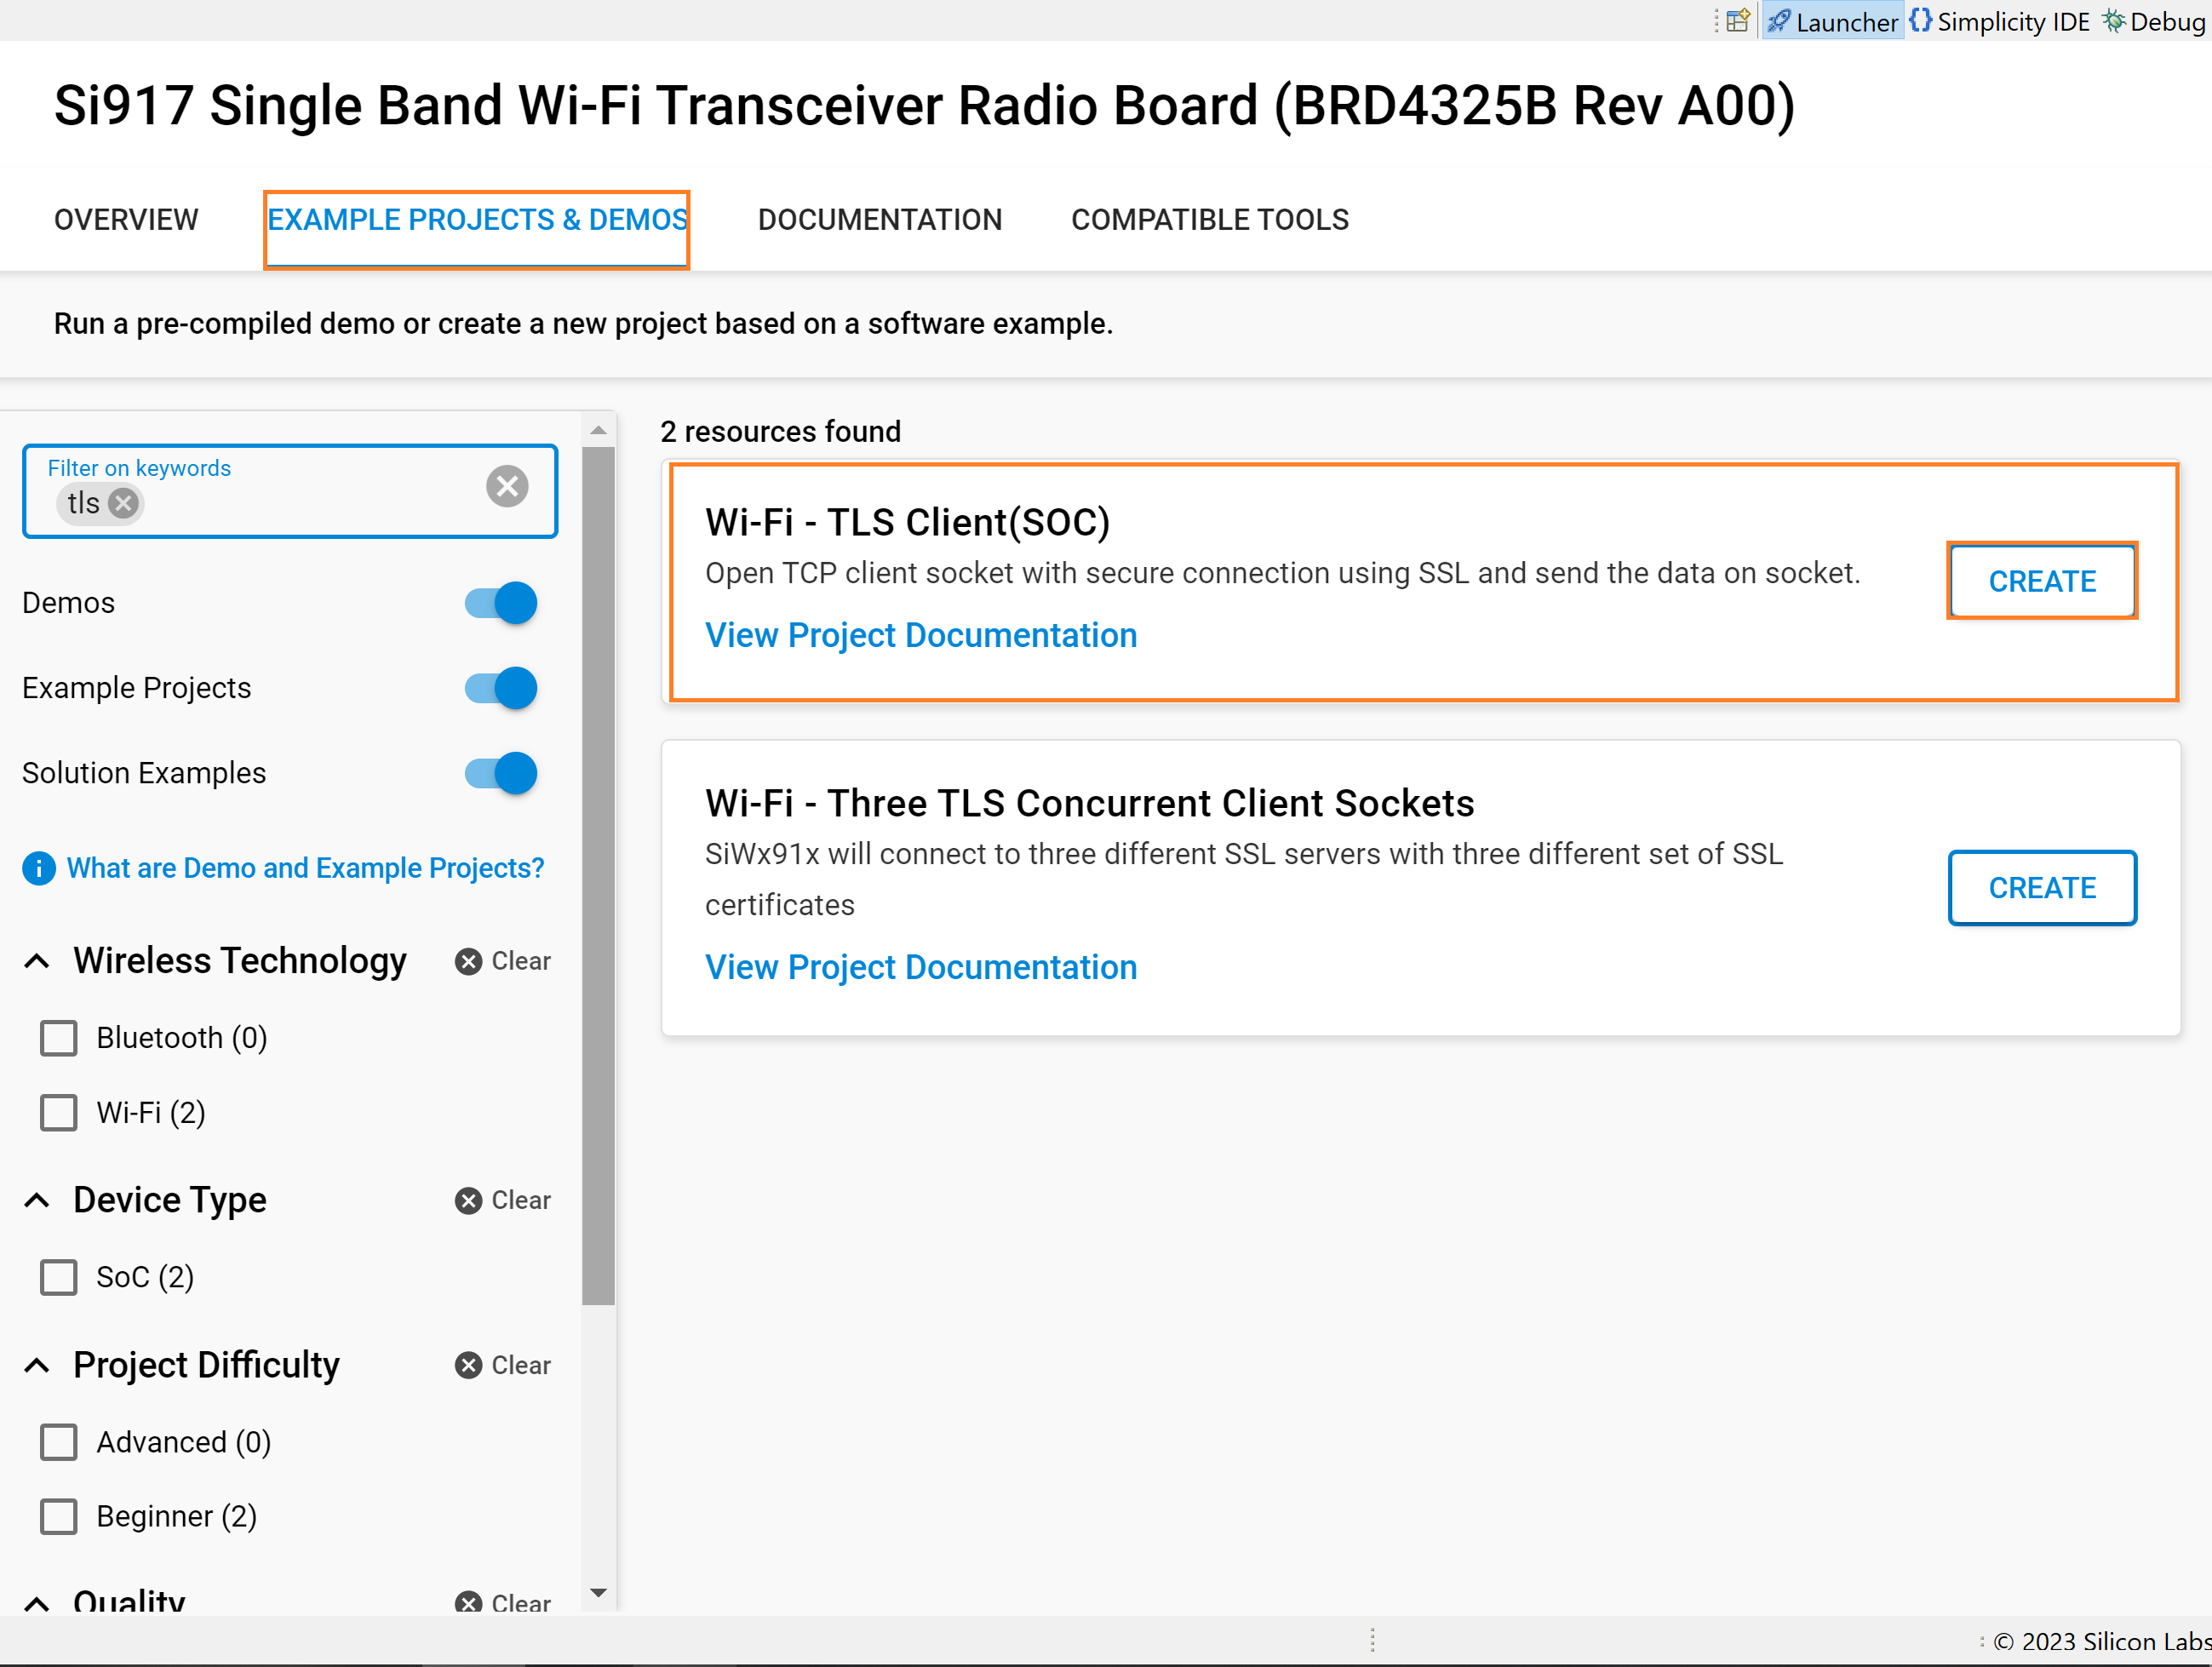 Launcher Simplicity IDE Debug
Si917 Single Band Wi-Fi Transceiver Radio Board (BRD4325B Rev A00)
OVERVIEW EXAMPLE PROJECTS & DEMOS DOCUMENTATION COMPATIBLE TOOLS
Run a pre-compiled demo or create a new project based on a software example.
Filter on keywords
tls
Demos
Example Projects
Solution Examples
What are Demo and Example Projects?
Wireless Technology Clear
Bluetooth (0)
Wi-Fi (2)
Device Type Clear
SoC (2)
Project Difficulty Clear
Advanced (0)
Beginner (2)
Quality Clear
2 resources found
Wi-Fi - TLS Client(SOC)
Open TCP client socket with secure connection using SSL and send the data on socket.
View Project Documentation
CREATE
Wi-Fi - Three TLS Concurrent Client Sockets
SiWx91x will connect to three different SSL servers with three different set of SSL
certificates
View Project Documentation
CREATE
© 2023 Silicon Labs